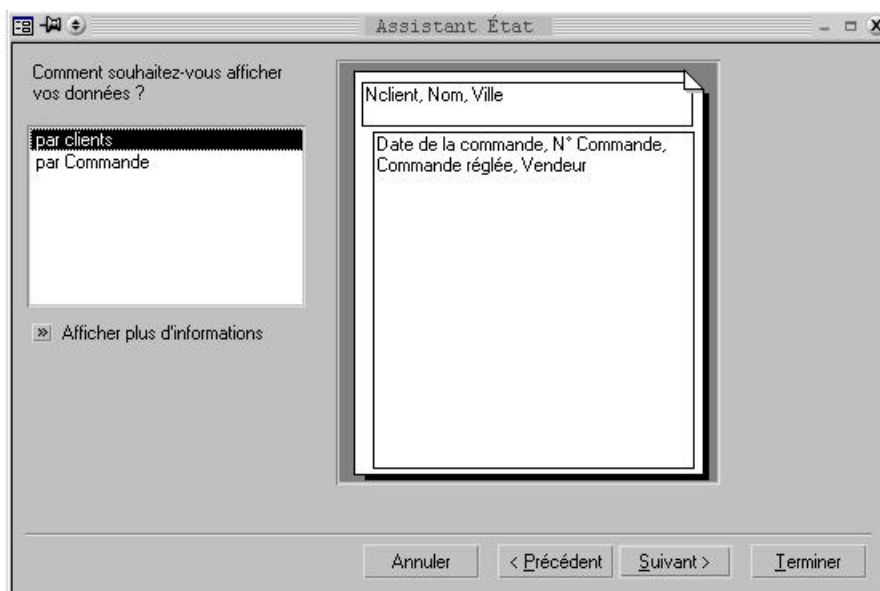 Assistant État
Comment souhaitez-vous afficher
vos données ?
par clients
par Commande
Afficher plus d'informations
Nclient, Nom, Ville
Date de la commande, N° Commande,
Commande réglée, Vendeur
Annuler
< Précédent
Suivant >
Terminer